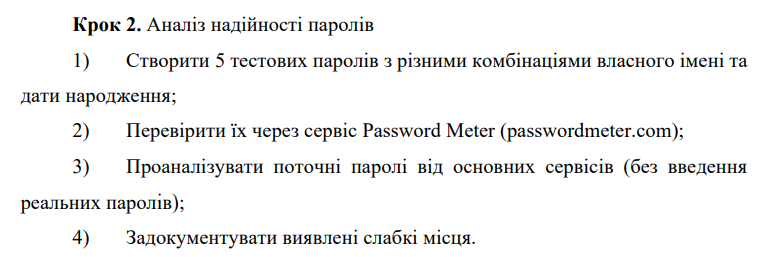 Крок 2. Аналіз надійності паролів
1) Створити 5 тестових паролів з різними комбінаціями власного імені та
дати народження;
2) Перевірити їх через сервіс Password Meter (passwordmeter.com);
3) Проаналізувати поточні паролі від основних сервісів (без введення
реальних паролів);
4) Задокументувати виявлені слабкі місця.